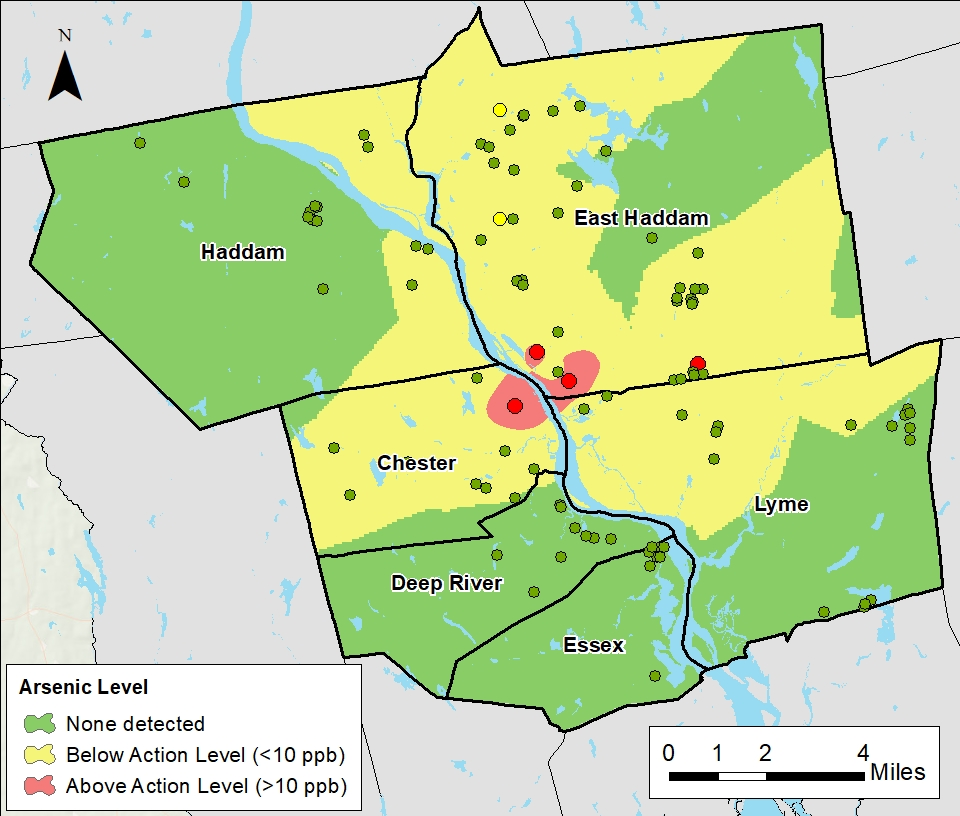 N
East Haddam
Haddam
Chester
Lyme
Deep River
Essex
Arsenic Level
None detected
Below Action Level (<10 ppb)
Above Action Level (>10 ppb)
0 1 2 4
Miles